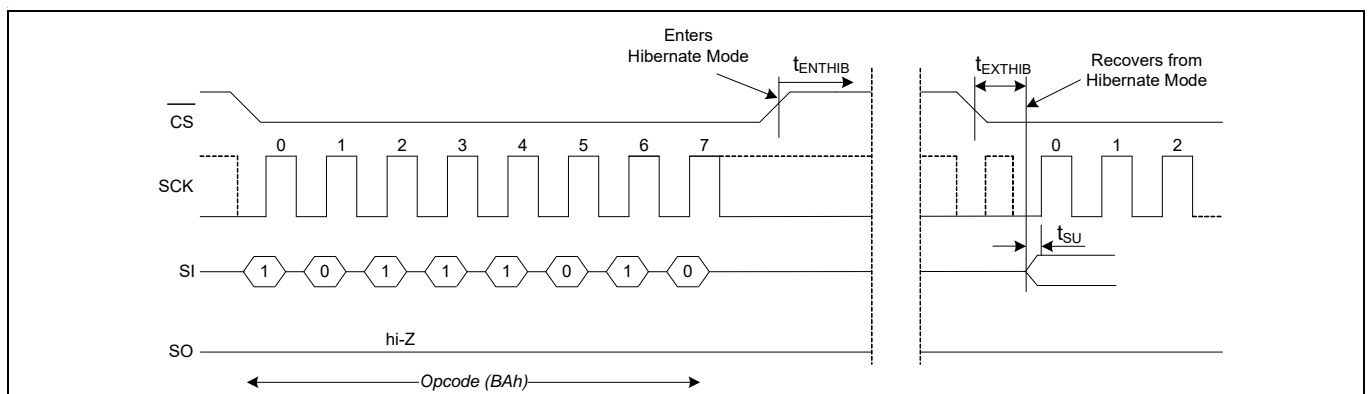 Enters
Hibernate Mode
tENTHIB
tEXTHIB
Recovers from
Hibernate Mode
CS
0 1 2 3 4 5 6 7 0 1 2
SCK
tSU
SI 1 0 1 1 1 0 1 0
hi-Z
SO
Opcode (BAh)